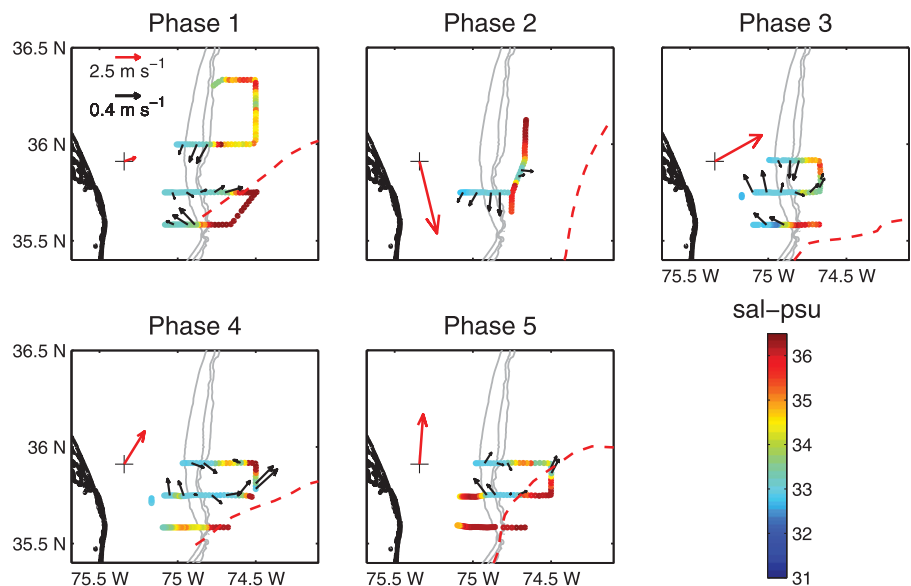 Phase 1
Phase 2
Phase 3
36.5 N
36 N
35.5 N
2.5 m s⁻¹
0.4 m s⁻¹
75.5 W
75 W
74.5 W
Phase 4
Phase 5
sal-psu
36.5 N
36 N
35.5 N
75.5 W
75 W
74.5 W
75.5 W
75 W
74.5 W
36
35
34
33
32
31